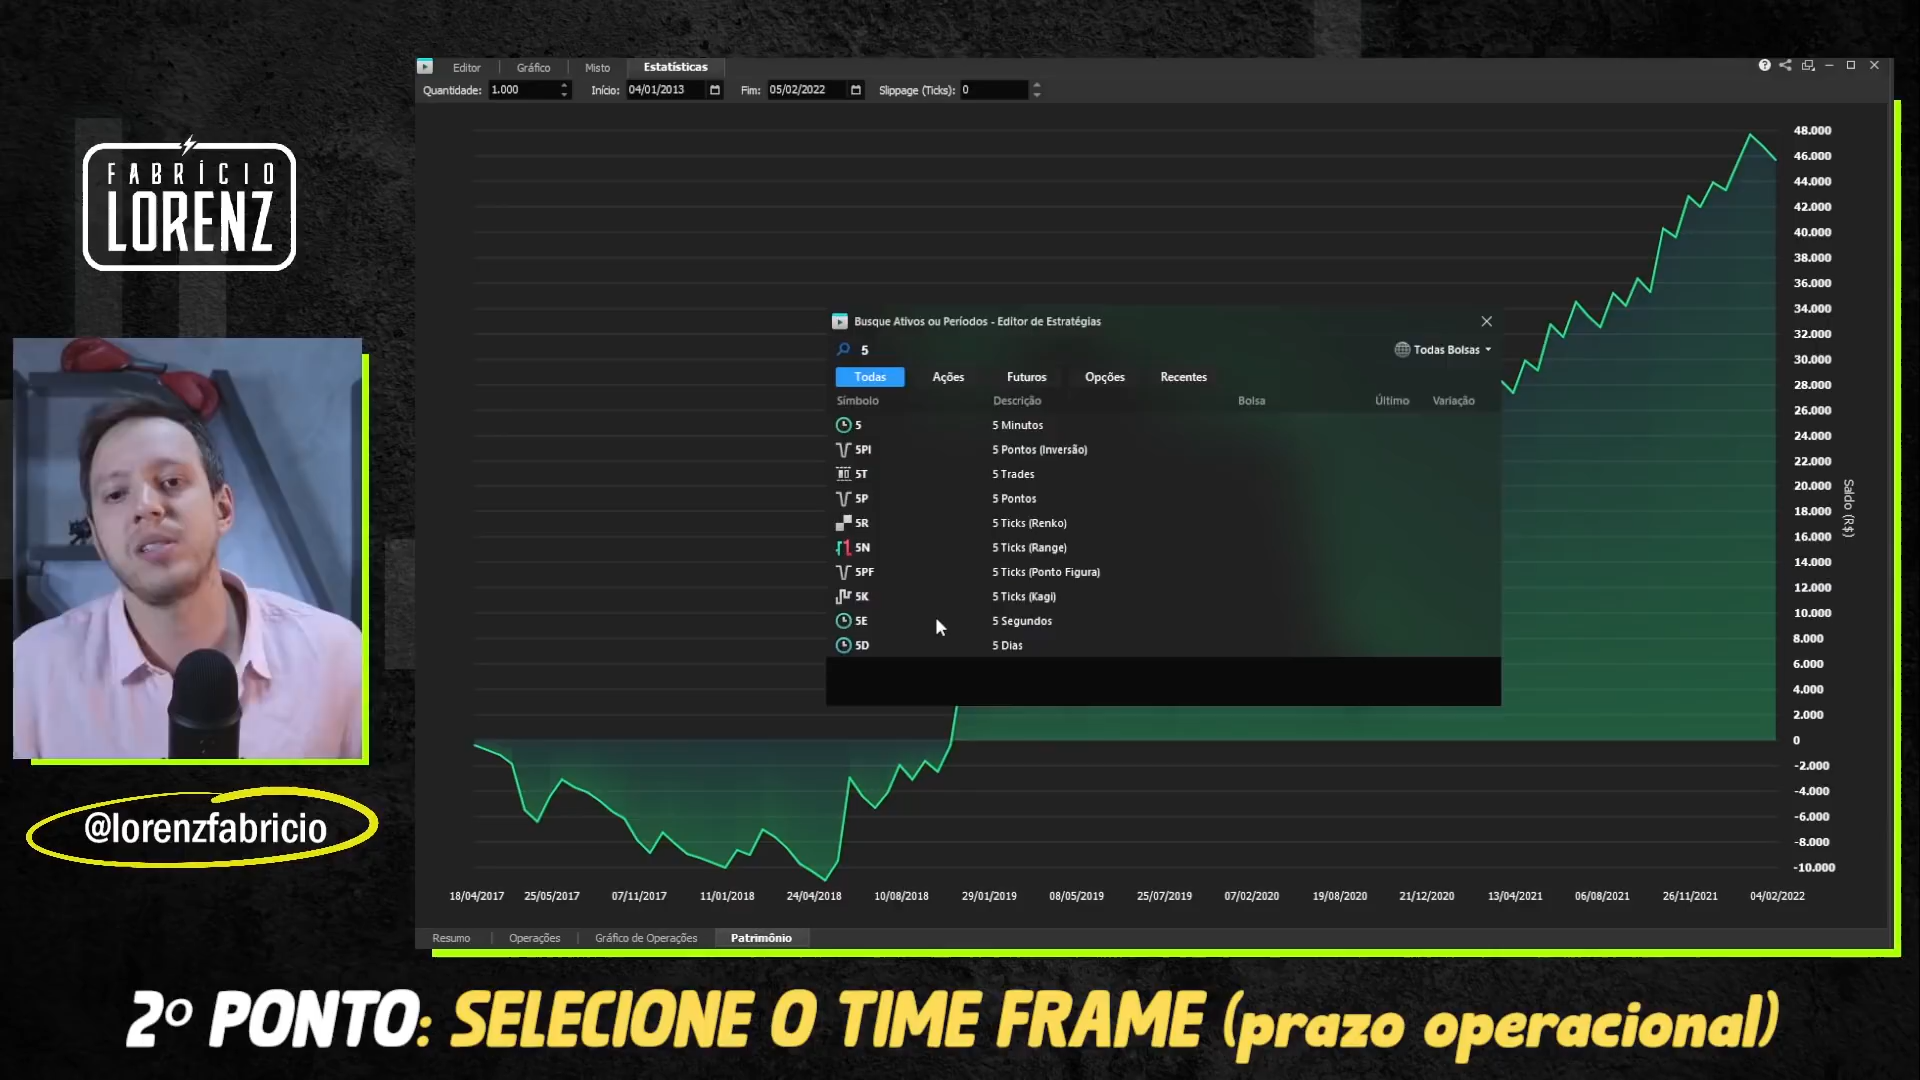 FABRÍCIO
LORENZ
@lorenzfabricio
Editor
Gráfico
Misto
Estatísticas
Quantidade: 1.000
Início: 04/01/2013
Fim: 05/02/2022
Slippage (Ticks): 0
Busque Ativos ou Períodos - Editor de Estratégias
5
Todas Bolsas
Todas
Ações
Futuros
Opções
Recentes
Símbolo Descrição Bolsa Último Variação
5 5 Minutos
5PI 5 Pontos (Inversão)
5T 5 Trades
5P 5 Pontos
5R 5 Ticks (Renko)
5N 5 Ticks (Range)
5PF 5 Ticks (Ponto Figura)
5K 5 Ticks (Kagi)
5E 5 Segundos
5D 5 Dias
48.000
46.000
44.000
42.000
40.000
38.000
36.000
34.000
32.000
30.000
28.000
26.000
24.000
22.000
20.000
18.000
16.000
14.000
12.000
10.000
8.000
6.000
4.000
2.000
0
-2.000
-4.000
-6.000
-8.000
-10.000
Saldo (R$)
18/04/2017 25/05/2017 07/11/2017 11/01/2018 24/04/2018 10/08/2018 29/01/2019 08/05/2019 25/07/2019 07/02/2020 19/08/2020 21/12/2020 13/04/2021 06/08/2021 26/11/2021 04/02/2022
Resumo
Operações
Gráfico de Operações
Patrimônio
2º PONTO: SELECIONE O TIME FRAME (prazo operacional)